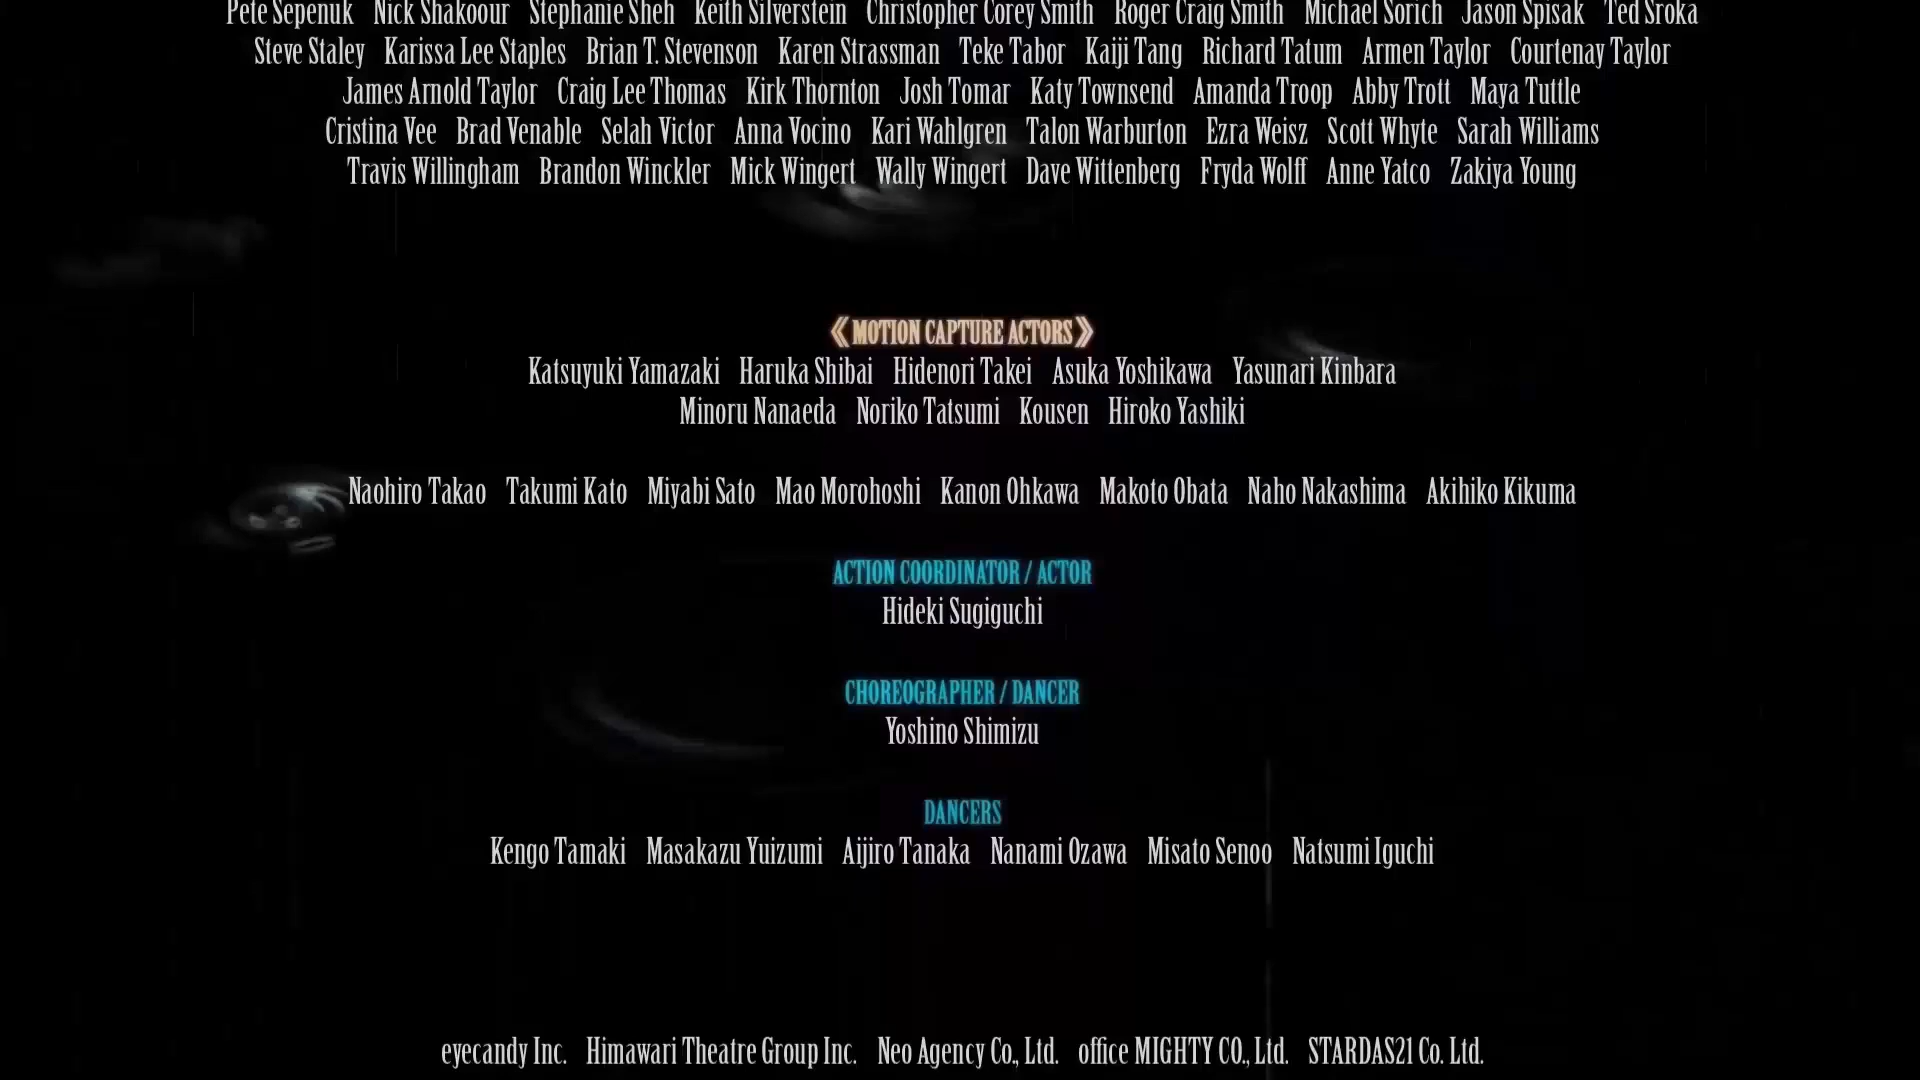 Pete Sepenuk Nick Shakoour Stephanie Sheh Keith Silverstein Christopher Corey Smith Roger Craig Smith Michael Sorich Jason Spisak Ted Sroka
Steve Staley Karissa Lee Staples Brian T. Stevenson Karen Strassman Teke Tabor Kaiji Tang Richard Tatum Armen Taylor Courtenay Taylor
James Arnold Taylor Craig Lee Thomas Kirk Thornton Josh Tomar Katy Townsend Amanda Troop Abby Trott Maya Tuttle
Cristina Vee Brad Venable Selah Victor Anna Vocino Kari Wahlgren Talon Warburton Ezra Weisz Scott Whyte Sarah Williams
Travis Willingham Brandon Winckler Mick Wingert Wally Wingert Dave Wittenberg Fryda Wolff Anne Yatco Zakiya Young
《MOTION CAPTURE ACTORS》
Katsuyuki Yamazaki Haruka Shibai Hidenori Takei Asuka Yoshikawa Yasunari Kinbara
Minoru Nanaeda Noriko Tatsumi Kousen Hiroko Yashiki
Naohiro Takao Takumi Kato Miyabi Sato Mao Morohoshi Kanon Ohkawa Makoto Obata Naho Nakashima Akihiko Kikuma
ACTION COORDINATOR / ACTOR
Hideki Sugiguchi
CHOREOGRAPHER / DANCER
Yoshino Shimizu
DANCERS
Kengo Tamaki Masakazu Yuizumi Aijiro Tanaka Nanami Ozawa Misato Senoo Natsumi Iguchi
eyecandy Inc. Himawari Theatre Group Inc. Neo Agency Co., Ltd. office MIGHTY CO., Ltd. STARDAS21 Co. Ltd.